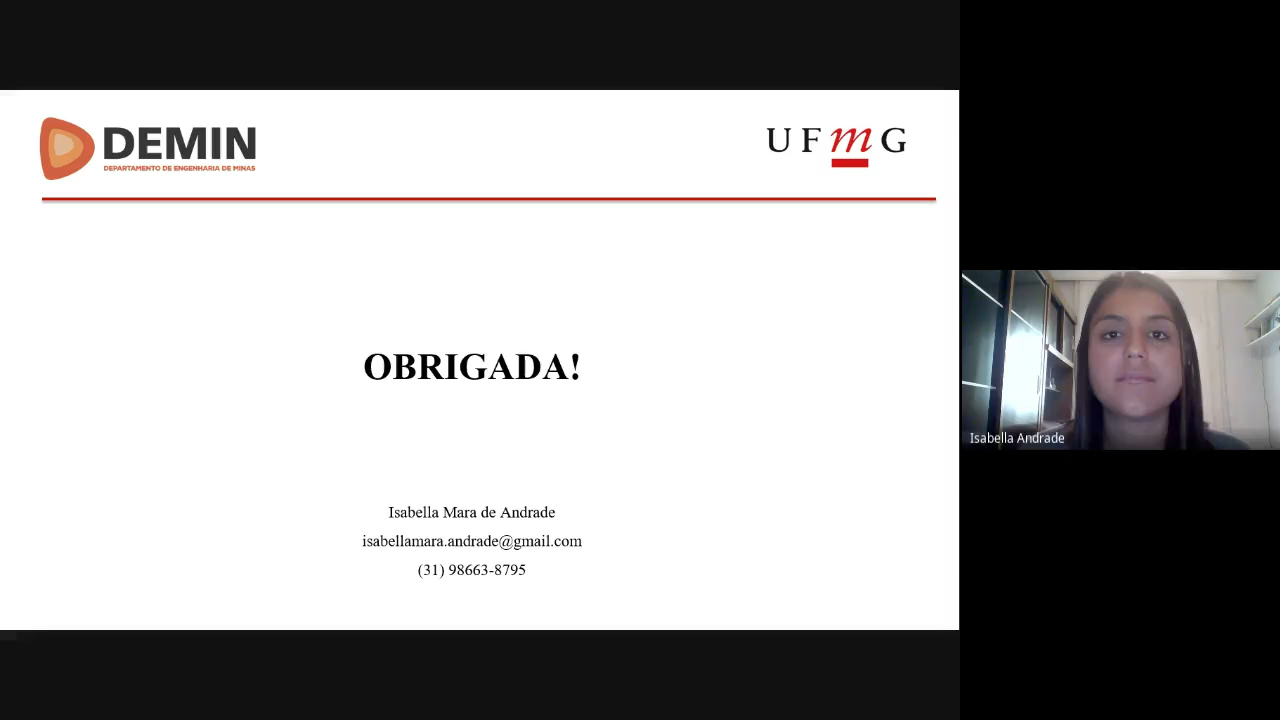 DEMIN
DEPARTAMENTO DE ENGENHARIA DE MINAS
UFmG
OBRIGADA!
Isabella Mara de Andrade
isabellamara.andrade@gmail.com
(31) 98663-8795
Isabella Andrade